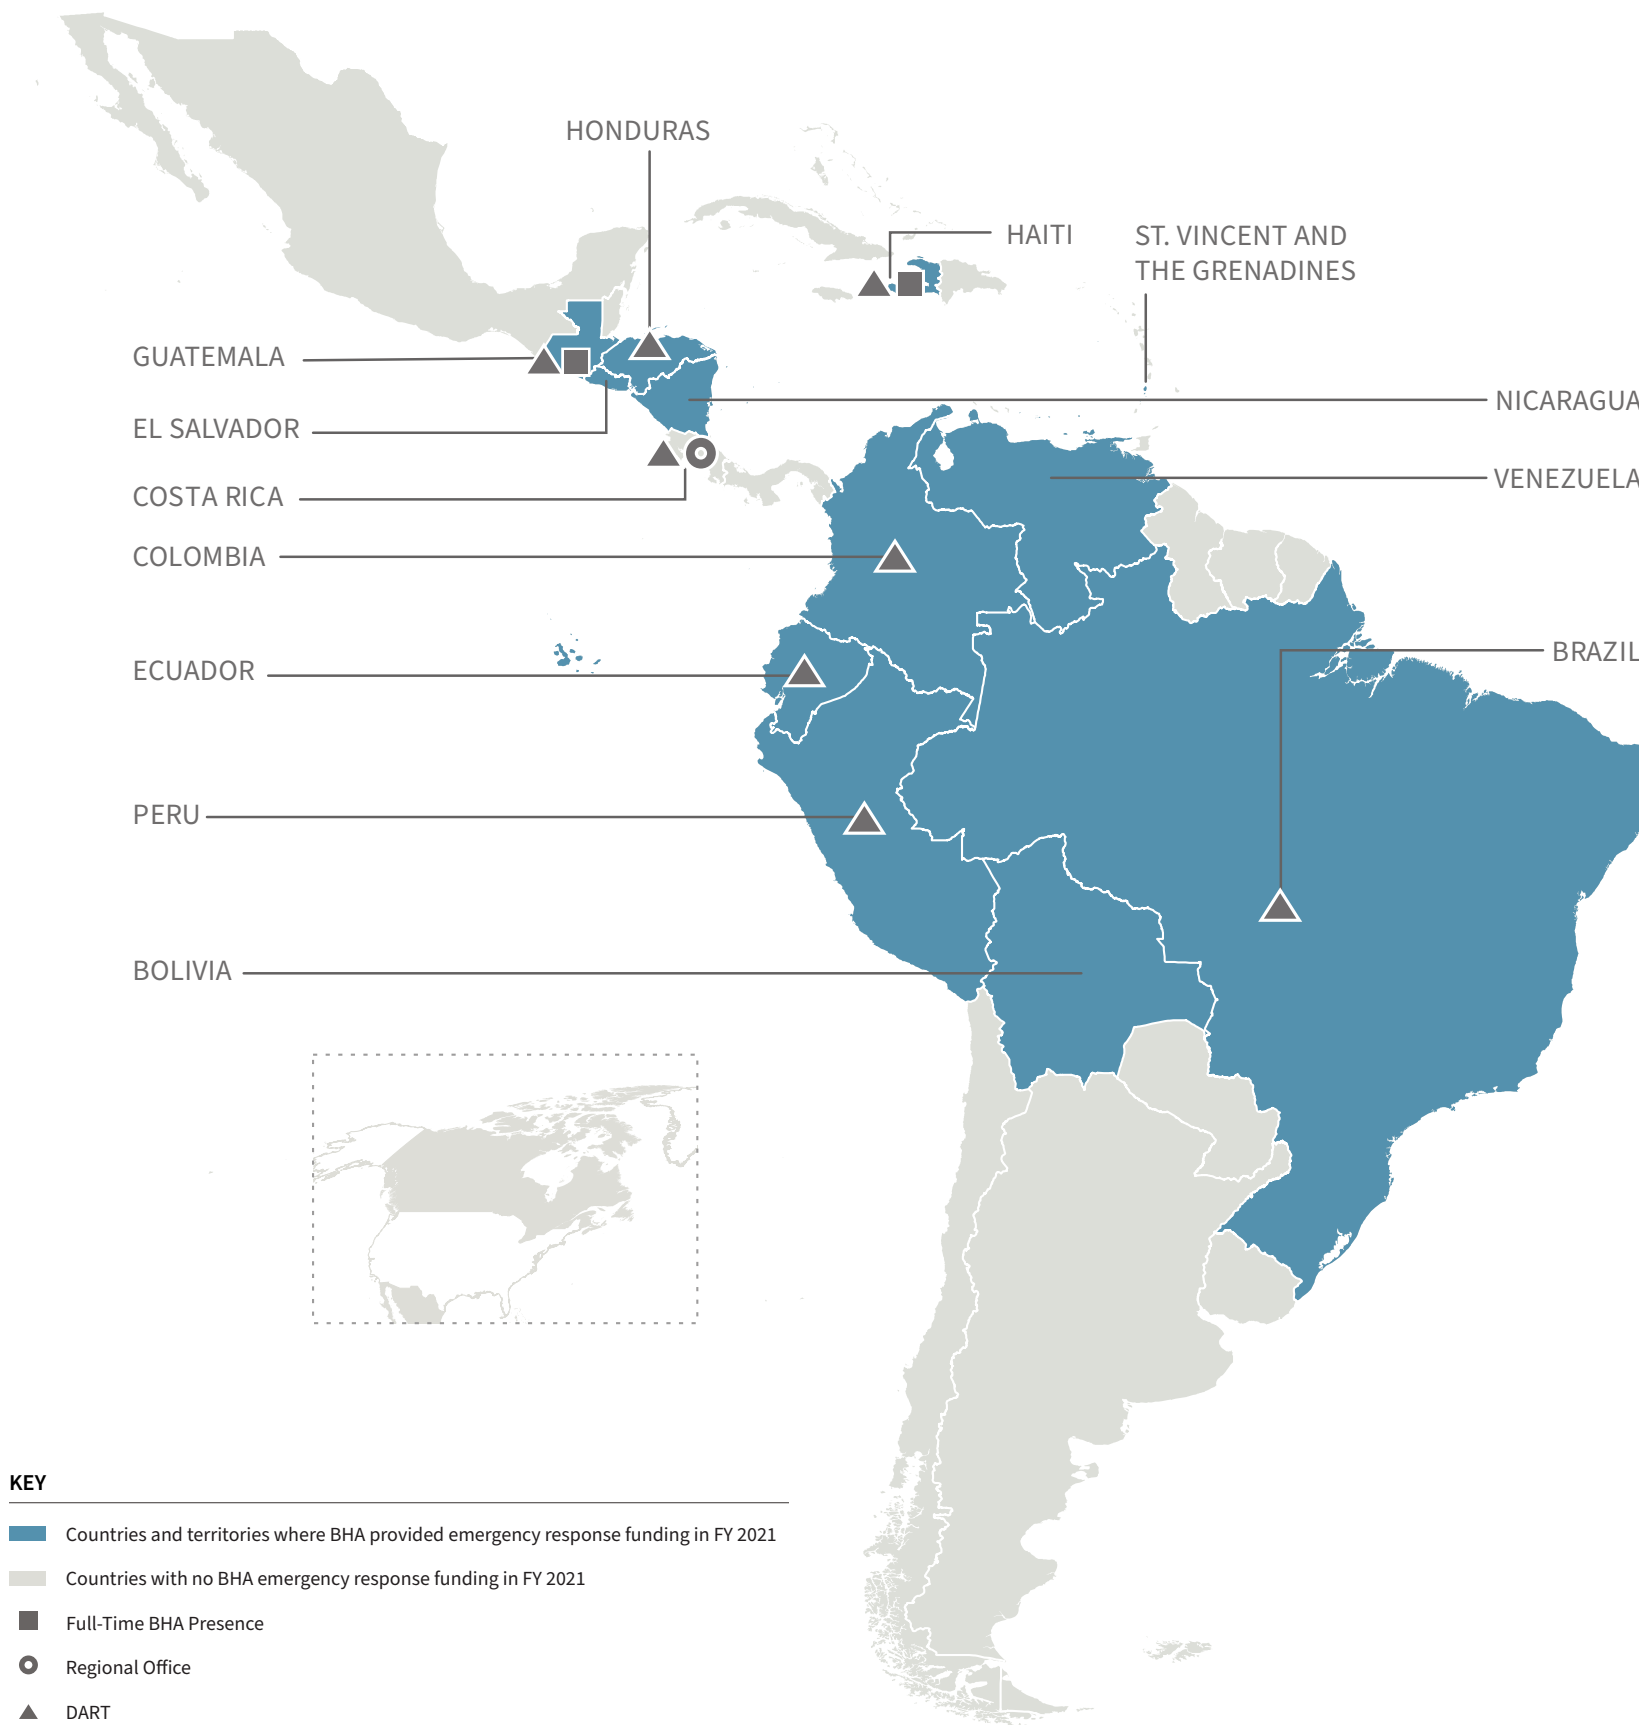 HONDURAS
HAITI
ST. VINCENT AND
THE GRENADINES
GUATEMALA
NICARAGUA
EL SALVADOR
VENEZUELA
COSTA RICA
COLOMBIA
BRAZIL
ECUADOR
PERU
BOLIVIA
KEY
Countries and territories where BHA provided emergency response funding in FY 2021
Countries with no BHA emergency response funding in FY 2021
Full-Time BHA Presence
Regional Office
DART